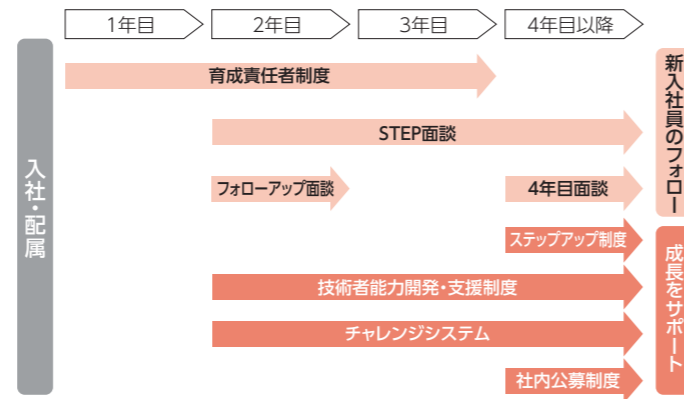 1年目
2年目
3年目
4年目以降
入社・配属
育成責任者制度
STEP面談
フォローアップ面談
4年目面談
新入社員のフォロー
ステップアップ制度
技術者能力開発・支援制度
チャレンジシステム
社内公募制度
成長をサポート